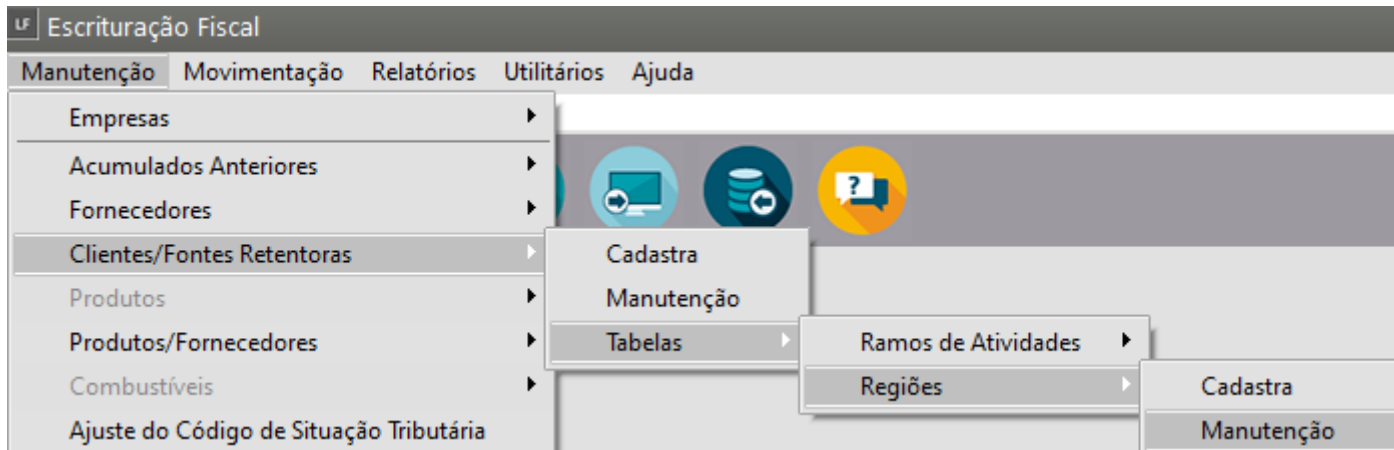 LF Escrituração Fiscal
Manutenção Movimentação Relatórios Utilitários Ajuda
Empresas
Acumulados Anteriores
Fornecedores
?
Clientes/Fontes Retentoras Cadastra
Produtos Manutenção
Produtos/Fornecedores Tabelas Ramos de Atividades
Combustíveis Regiões Cadastra
Ajuste do Código de Situação Tributária Manutenção